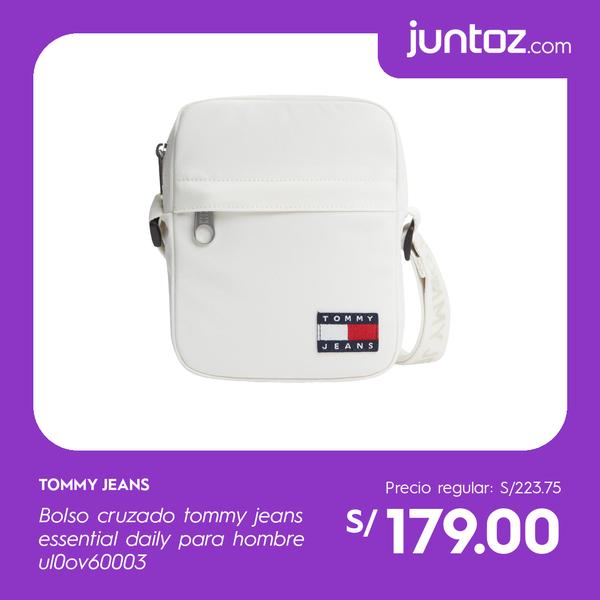 juntoz.com
TOMMY
JEANS
TOMMY J
TOMMY JEANS
Bolso cruzado tommy jeans
essential daily para hombre
ul0ov60003
Precio regular: S/223.75
S/179.00